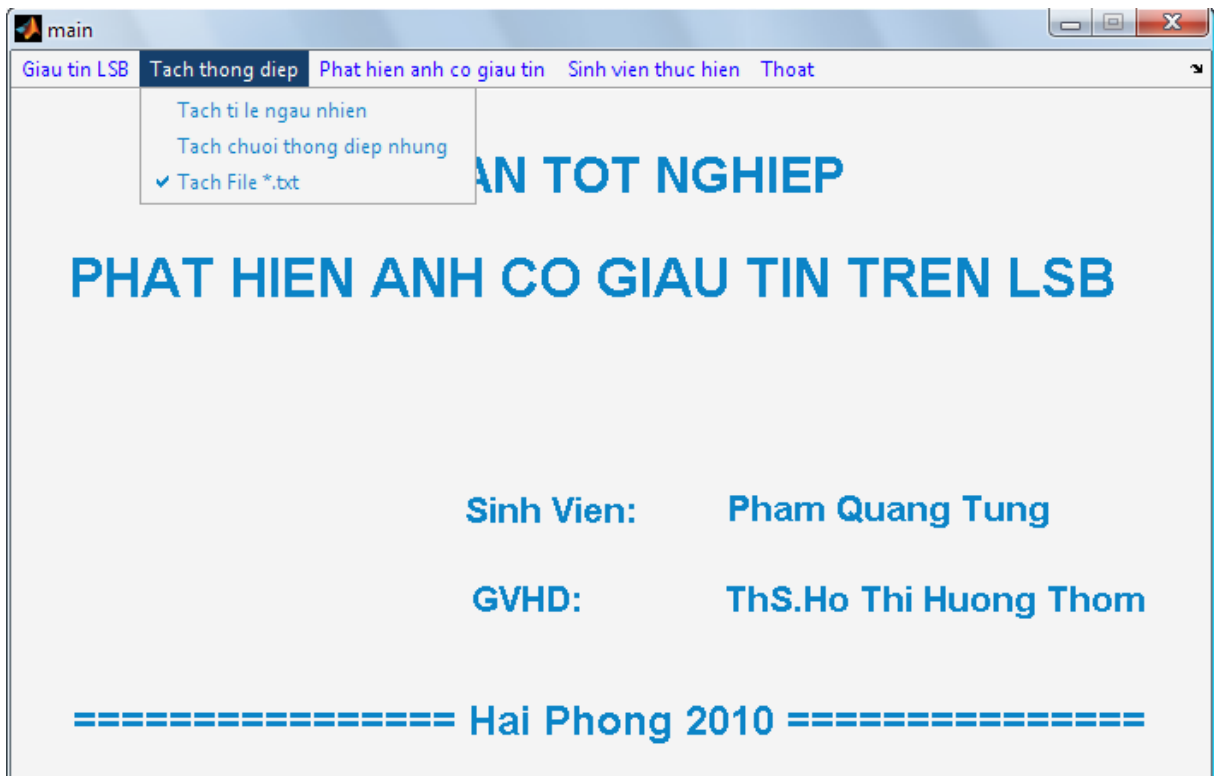 main
Giau tin LSB Tach thong diep Phat hien anh co giau tin Sinh vien thuc hien Thoat
Tach ti le ngau nhien
Tach chuoi thong diep nhung
Tach File *.txt
AN TOT NGHIEP
PHAT HIEN ANH CO GIAU TIN TREN LSB
Sinh Vien: Pham Quang Tung
GVHD: ThS.Ho Thi Huong Thom
================ Hai Phong 2010 ===============